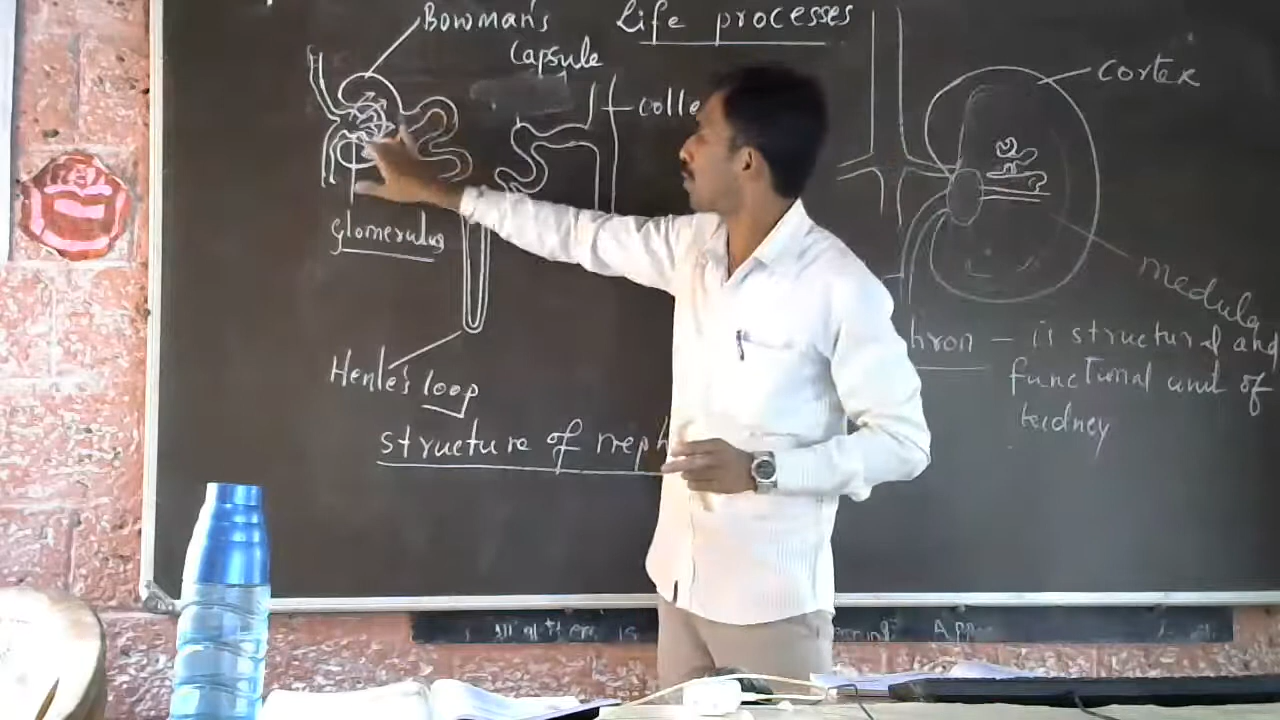 Life processes
Bowman's
Capsule
colle
cortex
Glomerulus
medula
Henle's loop
hron – is structural and
functional unit of
keidney
structure of neph